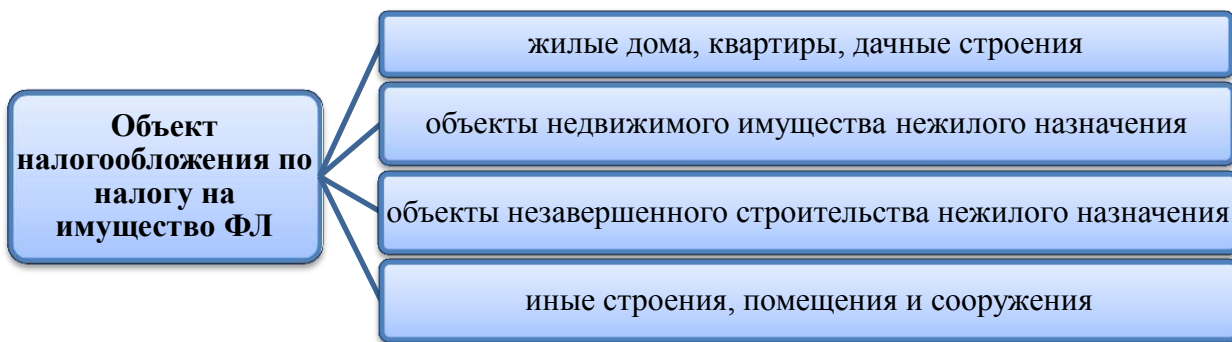 Объект
налогообложения по
налогу на
имущество ФЛ
жилые дома, квартиры, дачные строения
объекты недвижимого имущества нежилого назначения
объекты незавершенного строительства нежилого назначения
иные строения, помещения и сооружения